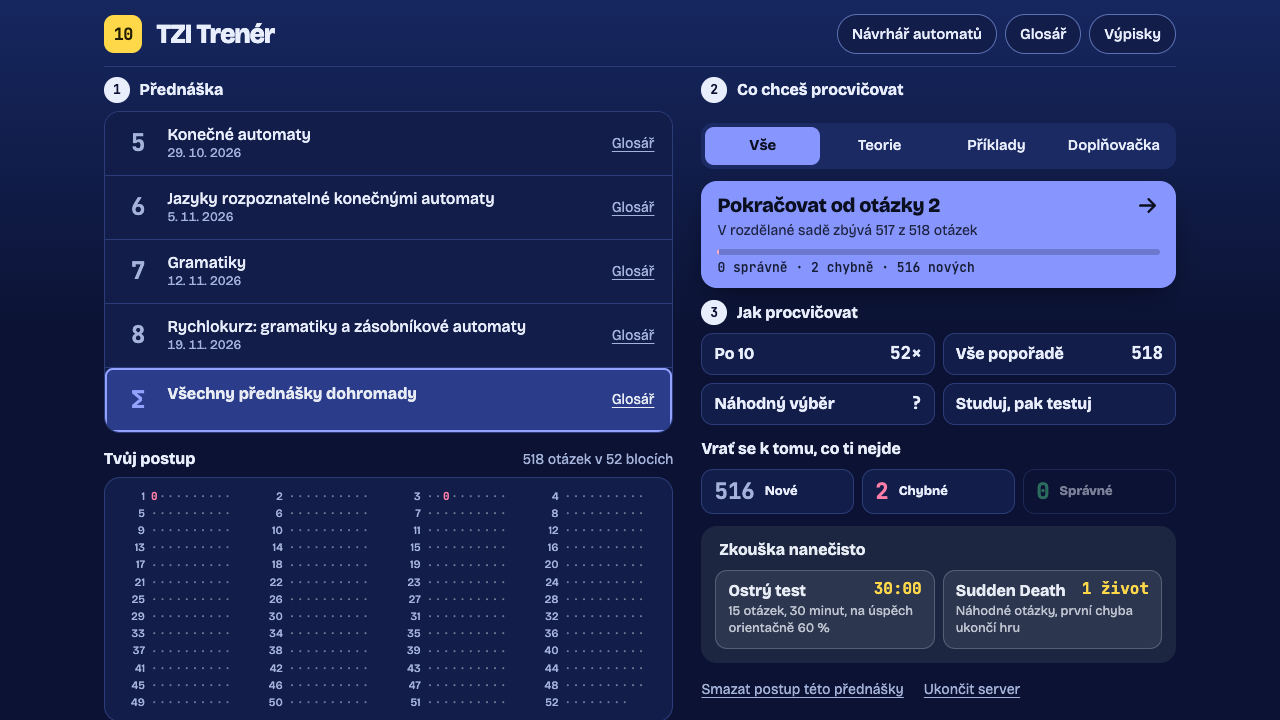 10 TZI Trenér
Návrhář automatů Glosář Výpisky
1 Přednáška
5 Konečné automaty Glosář
29. 10. 2026
6 Jazyky rozpoznatelné konečnými automaty Glosář
5. 11. 2026
7 Gramatiky Glosář
12. 11. 2026
8 Rychlokurz: gramatiky a zásobníkové automaty Glosář
19. 11. 2026
Σ Všechny přednášky dohromady Glosář
Tvůj postup 518 otázek v 52 blocích
1 0 · · · · · · · · · 2 · · · · · · · · · · 3 · · 0 · · · · · · · 4 · · · · · · · · · ·
5 · · · · · · · · · · 6 · · · · · · · · · · 7 · · · · · · · · · · 8 · · · · · · · · · ·
9 · · · · · · · · · · 10 · · · · · · · · · · 11 · · · · · · · · · · 12 · · · · · · · · · ·
13 · · · · · · · · · · 14 · · · · · · · · · · 15 · · · · · · · · · · 16 · · · · · · · · · ·
17 · · · · · · · · · · 18 · · · · · · · · · · 19 · · · · · · · · · · 20 · · · · · · · · · ·
21 · · · · · · · · · · 22 · · · · · · · · · · 23 · · · · · · · · · · 24 · · · · · · · · · ·
25 · · · · · · · · · · 26 · · · · · · · · · · 27 · · · · · · · · · · 28 · · · · · · · · · ·
29 · · · · · · · · · · 30 · · · · · · · · · · 31 · · · · · · · · · · 32 · · · · · · · · · ·
33 · · · · · · · · · · 34 · · · · · · · · · · 35 · · · · · · · · · · 36 · · · · · · · · · ·
37 · · · · · · · · · · 38 · · · · · · · · · · 39 · · · · · · · · · · 40 · · · · · · · · · ·
41 · · · · · · · · · · 42 · · · · · · · · · · 43 · · · · · · · · · · 44 · · · · · · · · · ·
45 · · · · · · · · · · 46 · · · · · · · · · · 47 · · · · · · · · · · 48 · · · · · · · · · ·
49 · · · · · · · · · · 50 · · · · · · · · · · 51 · · · · · · · · · · 52 · · · · · · · ·
2 Co chceš procvičovat
Vše Teorie Příklady Doplňovačka
Pokračovat od otázky 2 →
V rozdělané sadě zbývá 517 z 518 otázek
0 správně · 2 chybně · 516 nových
3 Jak procvičovat
Po 10 52×
Vše popořadě 518
Náhodný výběr ?
Studuj, pak testuj
Vrať se k tomu, co ti nejde
516 Nové 2 Chybné 0 Správné
Zkouška nanečisto
Ostrý test 30:00
15 otázek, 30 minut, na úspěch
orientačně 60 %
Sudden Death 1 život
Náhodné otázky, první chyba
ukončí hru
Smazat postup této přednášky Ukončit server